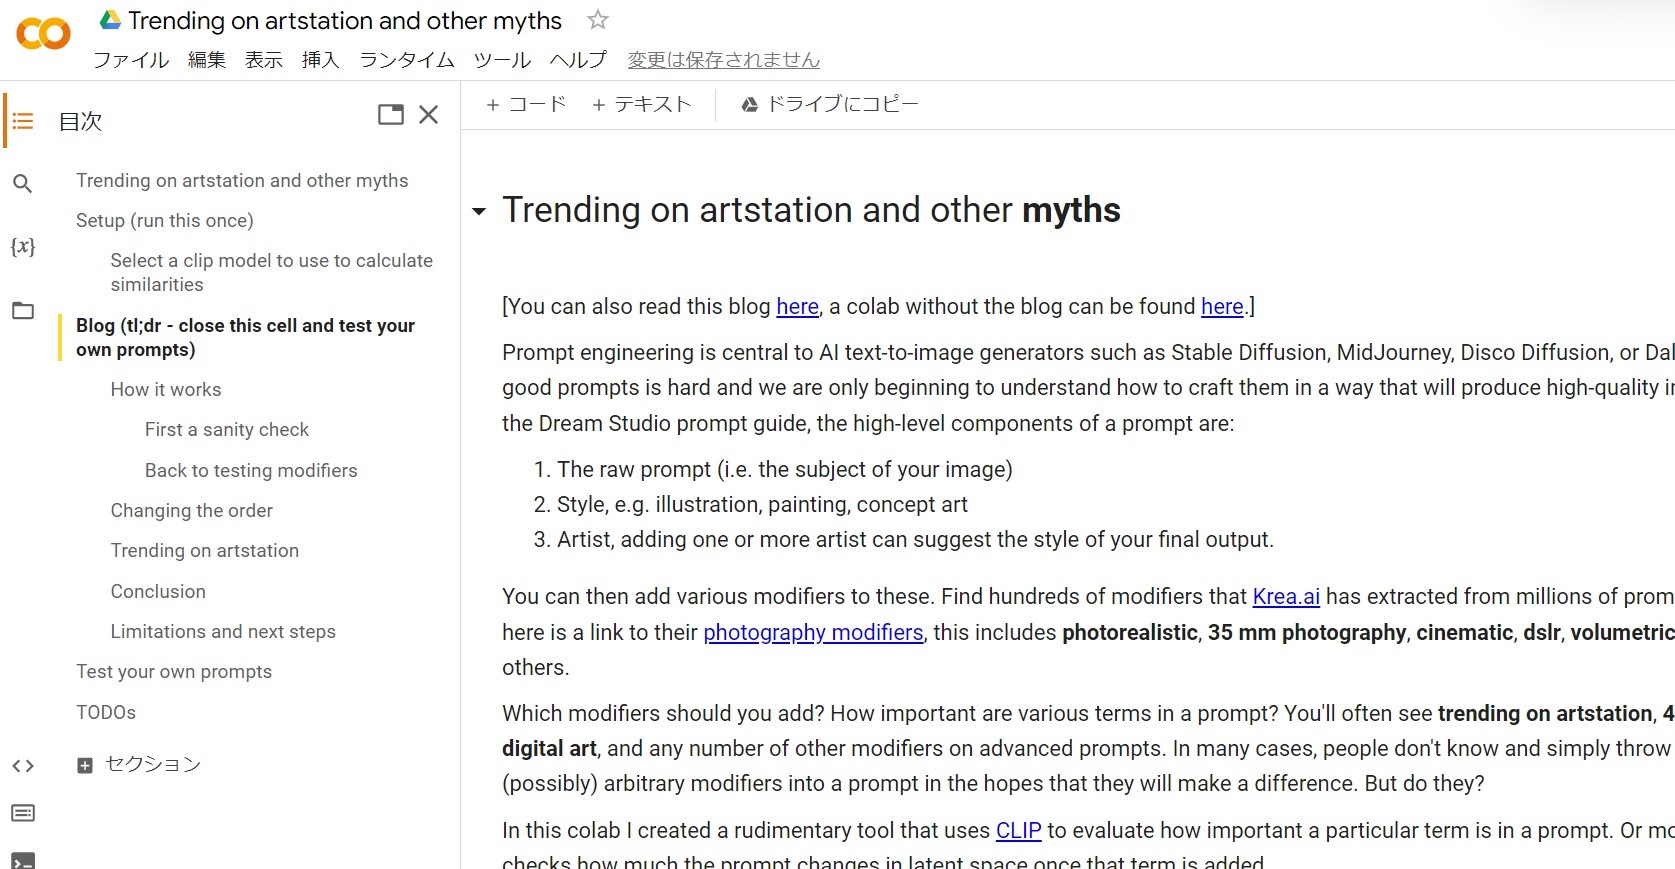 Trending on artstation and other myths
ファイル 編集 表示 挿入 ランタイム ツール ヘルプ 変更は保存されません
目次
Trending on artstation and other myths
Setup (run this once)
Select a clip model to use to calculate
similarities
Blog (tl;dr - close this cell and test your
own prompts)
How it works
First a sanity check
Back to testing modifiers
Changing the order
Trending on artstation
Conclusion
Limitations and next steps
Test your own prompts
TODOs
セクション
+ コード + テキスト ドライブにコピー
Trending on artstation and other myths
[You can also read this blog here, a colab without the blog can be found here.]
Prompt engineering is central to AI text-to-image generators such as Stable Diffusion, MidJourney, Disco Diffusion, or
good prompts is hard and we are only beginning to understand how to craft them in a way that will produce high-quality
the Dream Studio prompt guide, the high-level components of a prompt are:
1. The raw prompt (i.e. the subject of your image)
2. Style, e.g. illustration, painting, concept art
3. Artist, adding one or more artist can suggest the style of your final output.
You can then add various modifiers to these. Find hundreds of modifiers that Krea.ai has extracted from millions of
here is a link to their photography modifiers, this includes photorealistic, 35 mm photography, cinematic, dslr, volumetric
others.
Which modifiers should you add? How important are various terms in a prompt? You'll often see trending on artstation, 4
digital art, and any number of other modifiers on advanced prompts. In many cases, people don't know and simply throw
(possibly) arbitrary modifiers into a prompt in the hopes that they will make a difference. But do they?
In this colab I created a rudimentary tool that uses CLIP to evaluate how important a particular term is in a prompt. Or
checks how much the prompt changes in latent space once that term is added